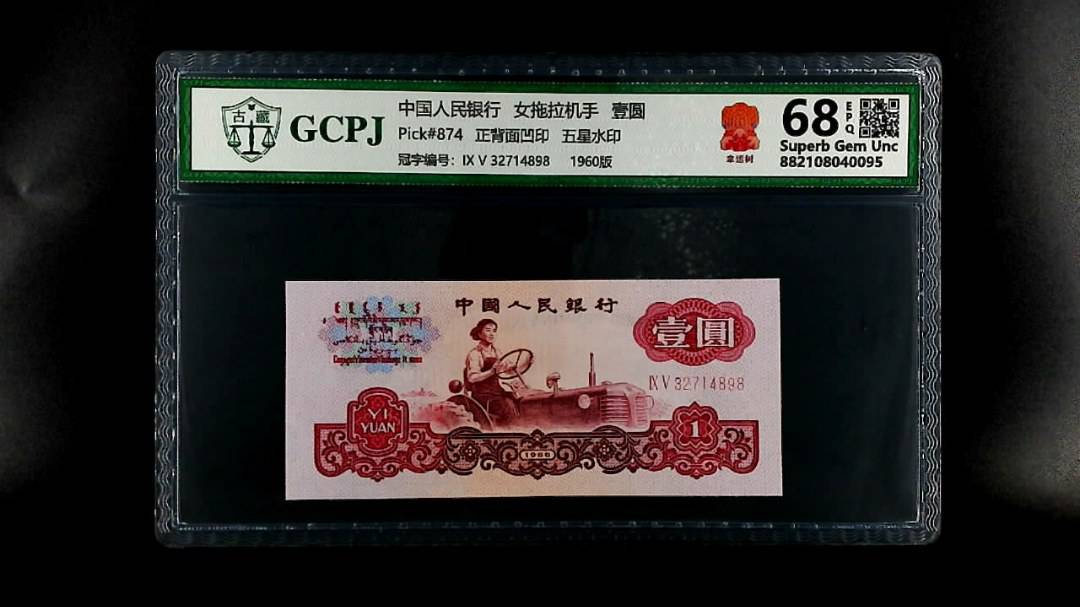 古藏
GCPJ
中国人民银行 女拖拉机手 壹圆
Pick#874 正背面凹印 五星水印
冠字编号: IX V 32714898 1960版
拿逑树
68 EPQ
Superb Gem Unc
882108040095
中國人民銀行
壹圓
IX V 32714898
YI
YUAN
1
1960